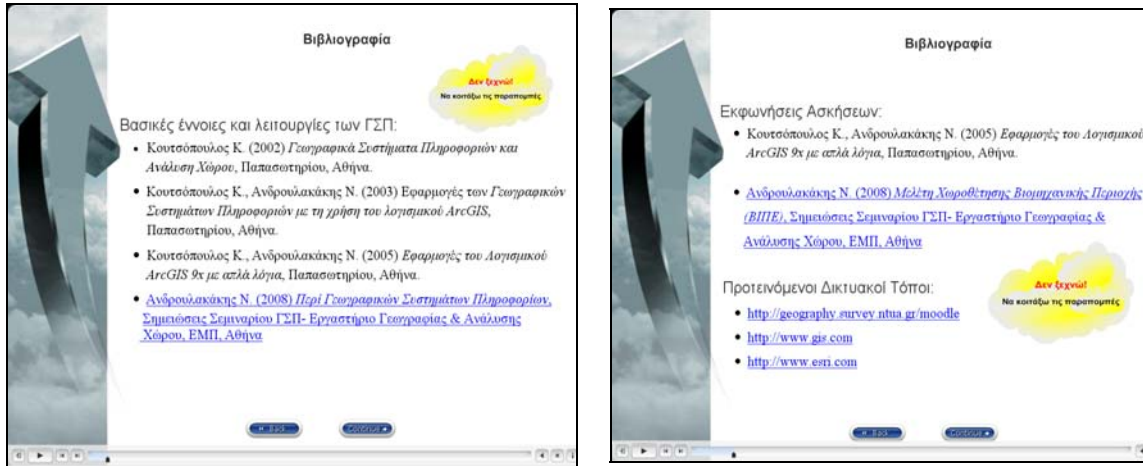 Βιβλιογραφία
Δεν ξεχνώ!
Να κοιτάξω τις παραπομπές
Βασικές έννοιες και λειτουργίες των ΓΣΠ:
• Κουτσόπουλος Κ. (2002) Γεωγραφικά Συστήματα Πληροφοριών και
Ανάλυση Χώρου, Παπασωτηρίου, Αθήνα.
• Κουτσόπουλος Κ., Ανδρουλακάκης Ν. (2003) Εφαρμογές των Γεωγραφικών
Συστημάτων Πληροφοριών με τη χρήση του λογισμικού ArcGIS,
Παπασωτηρίου, Αθήνα.
• Κουτσόπουλος Κ., Ανδρουλακάκης Ν. (2005) Εφαρμογές του Λογισμικού
ArcGIS 9x με απλά λόγια, Παπασωτηρίου, Αθήνα.
• Ανδρουλακάκης Ν. (2008) Περί Γεωγραφικών Συστημάτων Πληροφορίων,
Σημειώσεις Σεμιναρίου ΓΣΠ- Εργαστήριο Γεωγραφίας & Ανάλυσης
Χώρου, ΕΜΠ, Αθήνα
Back
Continue
Βιβλιογραφία
Εκφωνήσεις Ασκήσεων:
• Κουτσόπουλος Κ., Ανδρουλακάκης Ν. (2005) Εφαρμογές του Λογισμικού
ArcGIS 9x με απλά λόγια, Παπασωτηρίου, Αθήνα.
• Ανδρουλακάκης Ν. (2008) Μελέτη Χωροθέτησης Βιομηχανικής Περιοχής
(ΒΙΠΕ), Σημειώσεις Σεμιναρίου ΓΣΠ- Εργαστήριο Γεωγραφίας &
Ανάλυσης Χώρου, ΕΜΠ, Αθήνα
Δεν ξεχνώ!
Να κοιτάξω τις παραπομπές
Προτεινόμενοι Δικτυακοί Τόποι:
• http://geography.survey.ntua.gr/moodle
• http://www.gis.com
• http://www.esri.com
Back
Continue